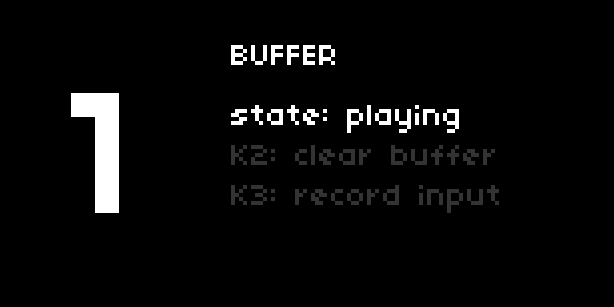 BUFFER
1
state: playing
K2: clear buffer
K3: record input